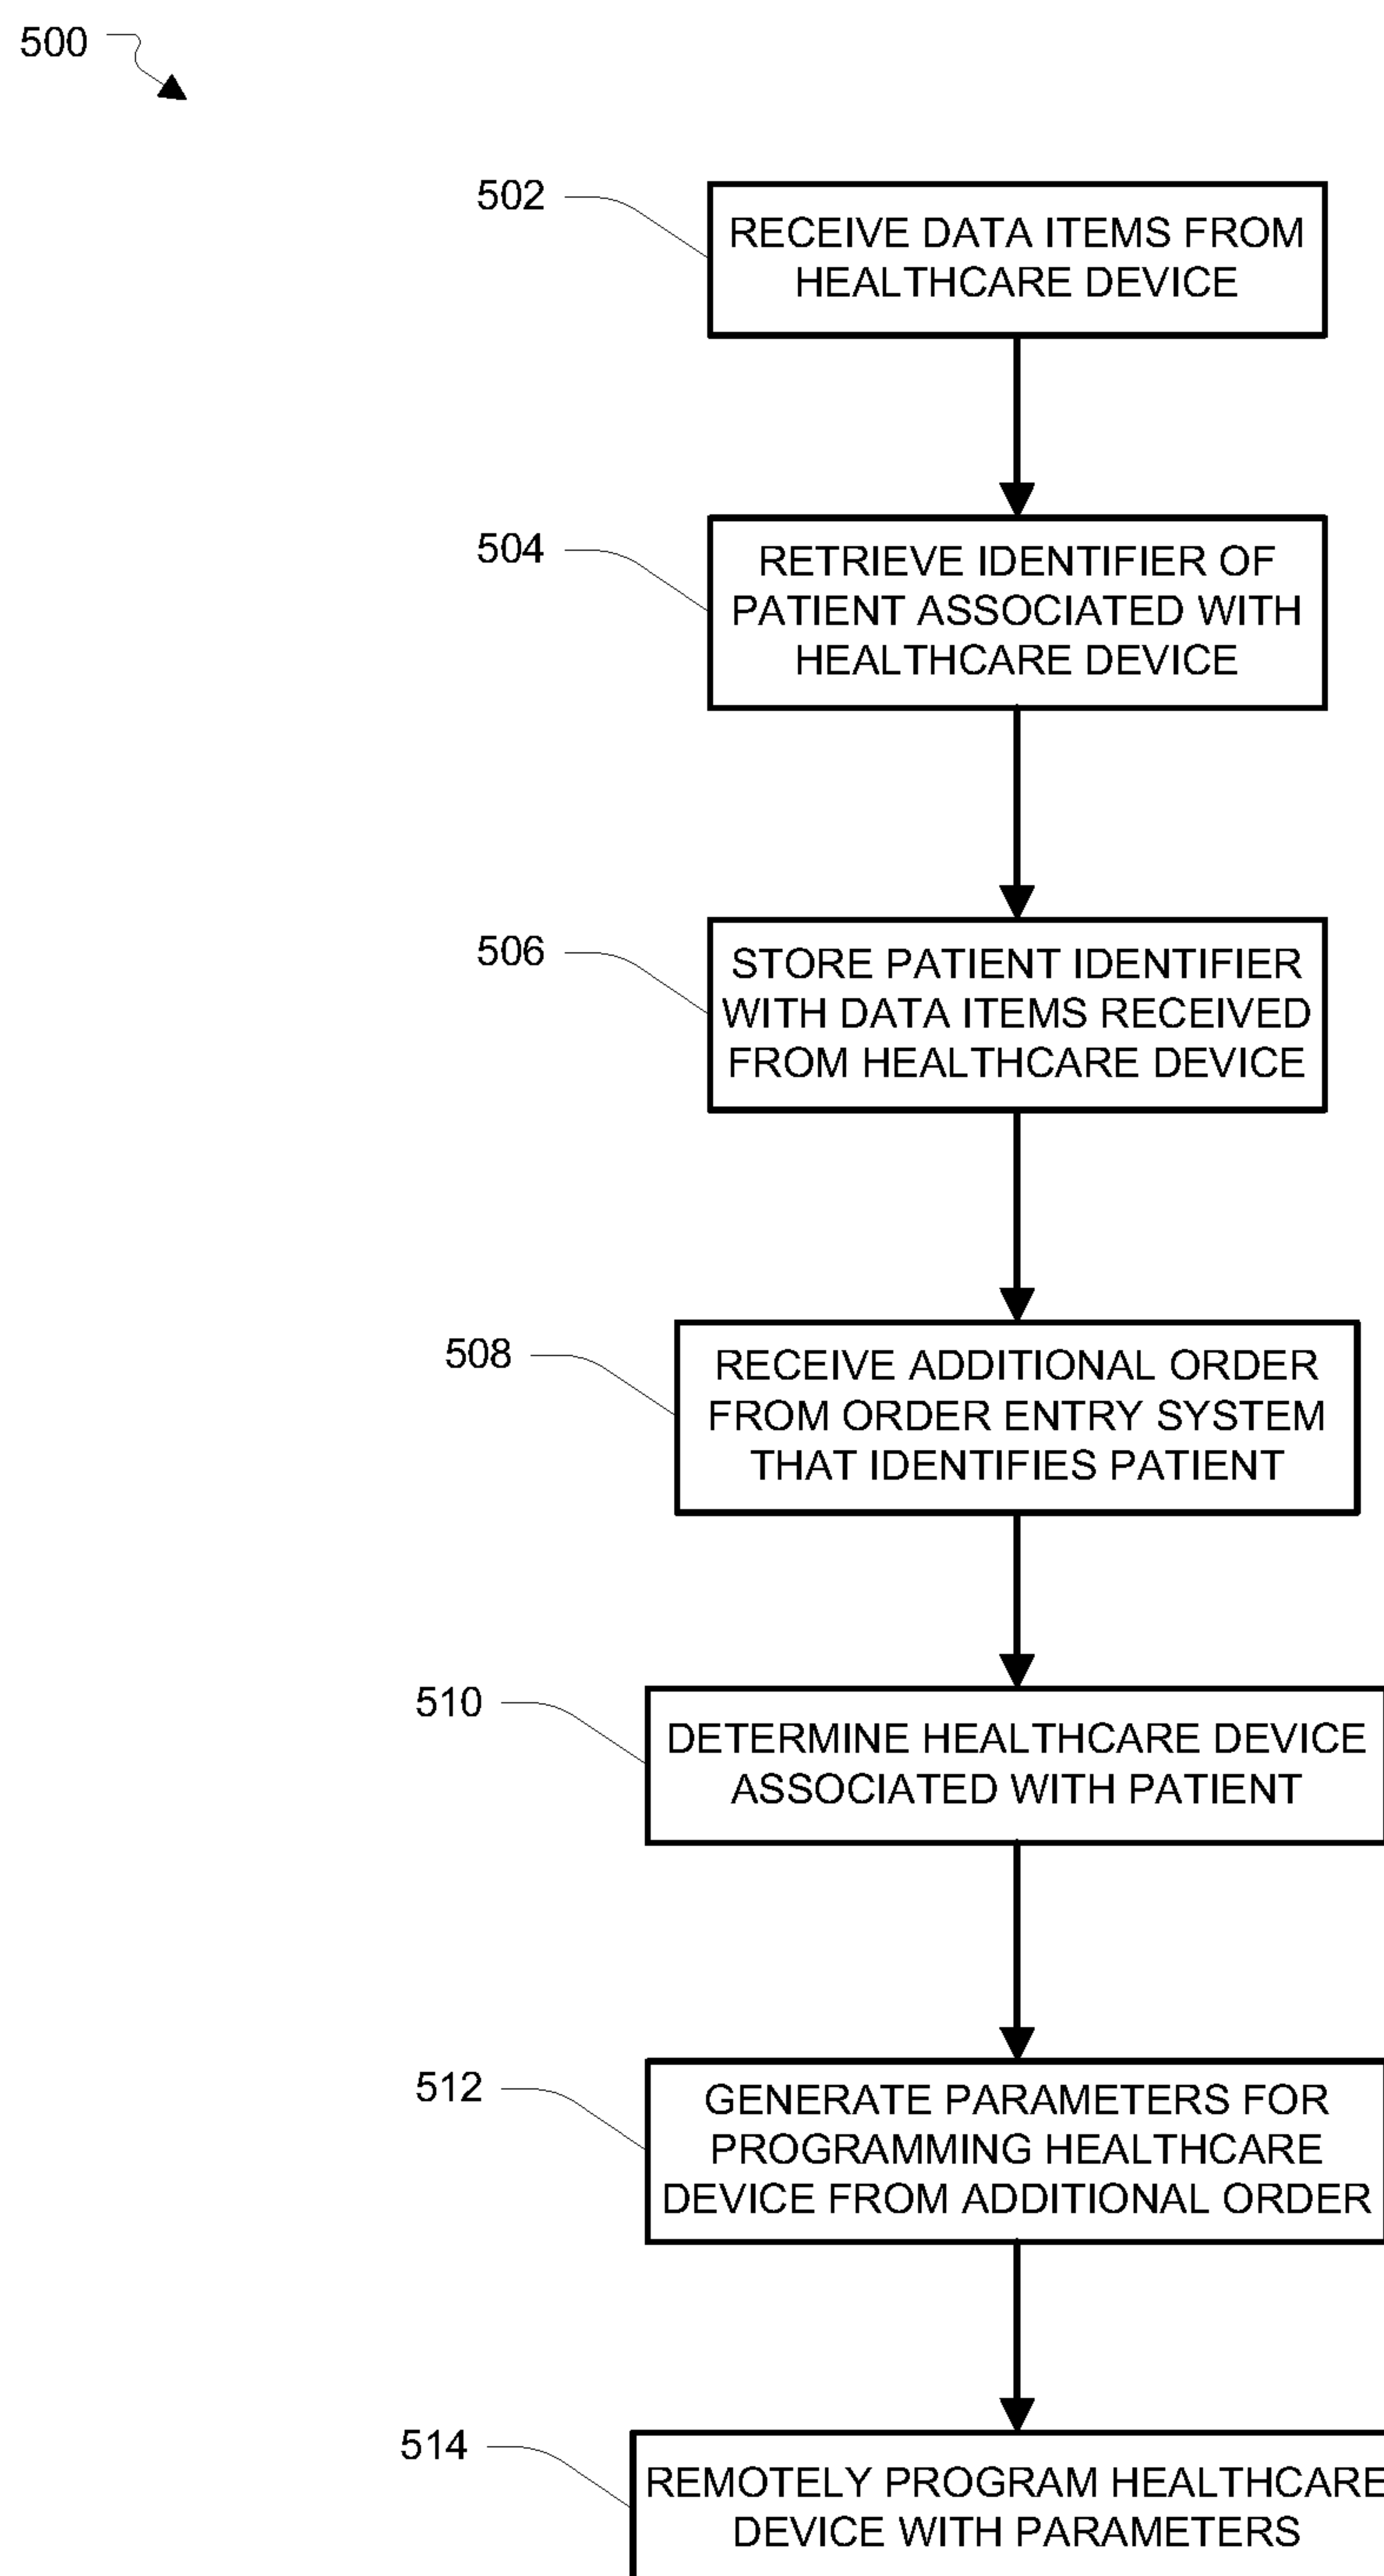 500
502
RECEIVE DATA ITEMS FROM
HEALTHCARE DEVICE
504
RETRIEVE IDENTIFIER OF
PATIENT ASSOCIATED WITH
HEALTHCARE DEVICE
506
STORE PATIENT IDENTIFIER
WITH DATA ITEMS RECEIVED
FROM HEALTHCARE DEVICE
508
RECEIVE ADDITIONAL ORDER
FROM ORDER ENTRY SYSTEM
THAT IDENTIFIES PATIENT
510
DETERMINE HEALTHCARE DEVICE
ASSOCIATED WITH PATIENT
512
GENERATE PARAMETERS FOR
PROGRAMMING HEALTHCARE
DEVICE FROM ADDITIONAL ORDER
514
REMOTELY PROGRAM HEALTHCARE
DEVICE WITH PARAMETERS